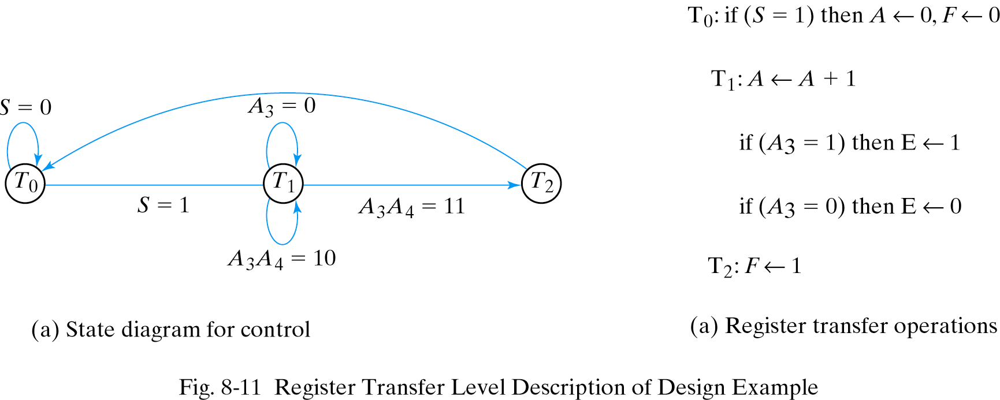 T₀: if (S = 1) then A ← 0, F ← 0
T₁: A ← A + 1
if (A3 = 1) then E ← 1
if (A3 = 0) then E ← 0
T₂: F ← 1
S = 0
A₃ = 0
T₀
T₁
T₂
S = 1
A₃A₄ = 11
A₃A₄ = 10
(a) State diagram for control
(a) Register transfer operations
Fig. 8-11 Register Transfer Level Description of Design Example